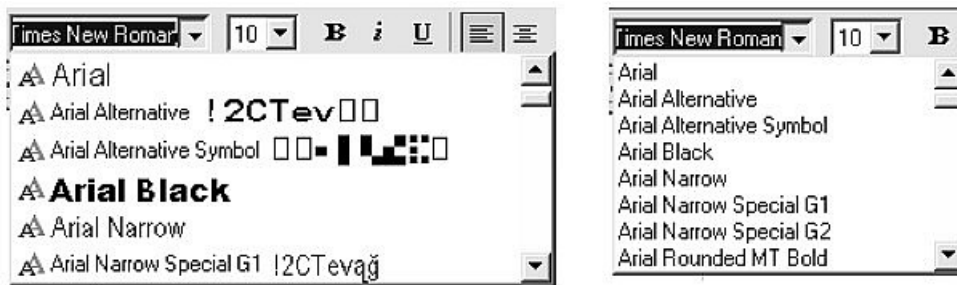 Times New Roman 10 B i U
Arial
Arial Alternative !2CTev
Arial Alternative Symbol
Arial Black
Arial Narrow
Arial Narrow Special G1 !2CTevąğ
Times New Roman 10 B
Arial
Arial Alternative
Arial Alternative Symbol
Arial Black
Arial Narrow
Arial Narrow Special G1
Arial Narrow Special G2
Arial Rounded MT Bold